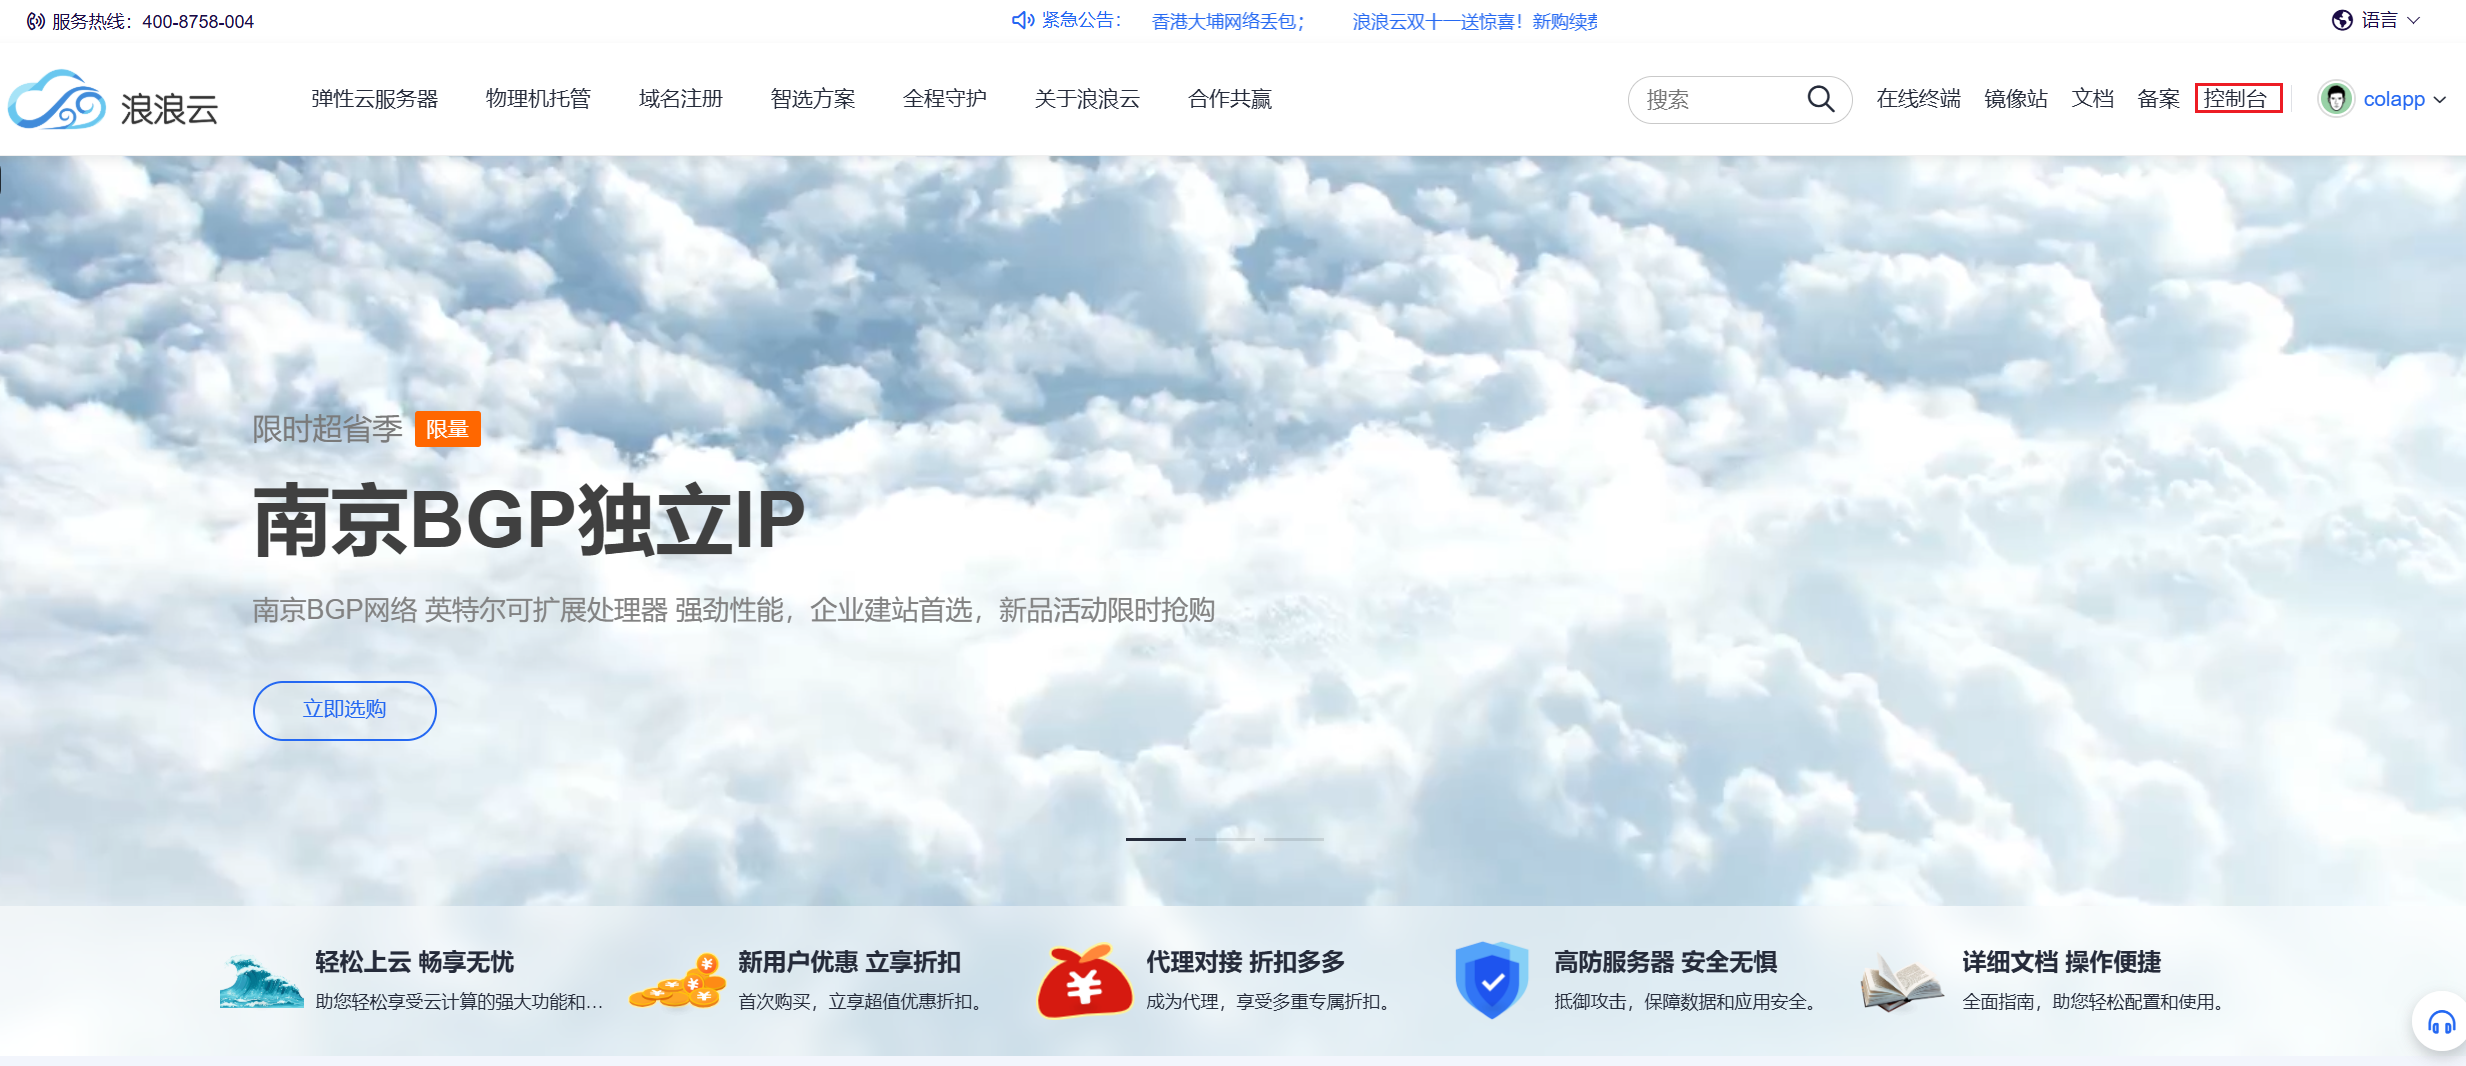 服务热线：400-8758-004
紧急公告：
香港大埔网络丢包；
浪浪云双十一送惊喜！新购续费
语言
浪浪云
弹性云服务器
物理机托管
域名注册
智选方案
全程守护
关于浪浪云
合作共赢
搜索
在线终端
镜像站
文档
备案
控制台
colapp
限时超省季 限量
南京BGP独立IP
南京BGP网络 英特尔可扩展处理器 强劲性能，企业建站首选，新品活动限时抢购
立即选购
轻松上云 畅享无忧
助您轻松享受云计算的强大功能和...
新用户优惠 立享折扣
首次购买，立享超值优惠折扣。
代理对接 折扣多多
成为代理，享受多重专属折扣。
高防服务器 安全无惧
抵御攻击，保障数据和应用安全。
详细文档 操作便捷
全面指南，助您轻松配置和使用。